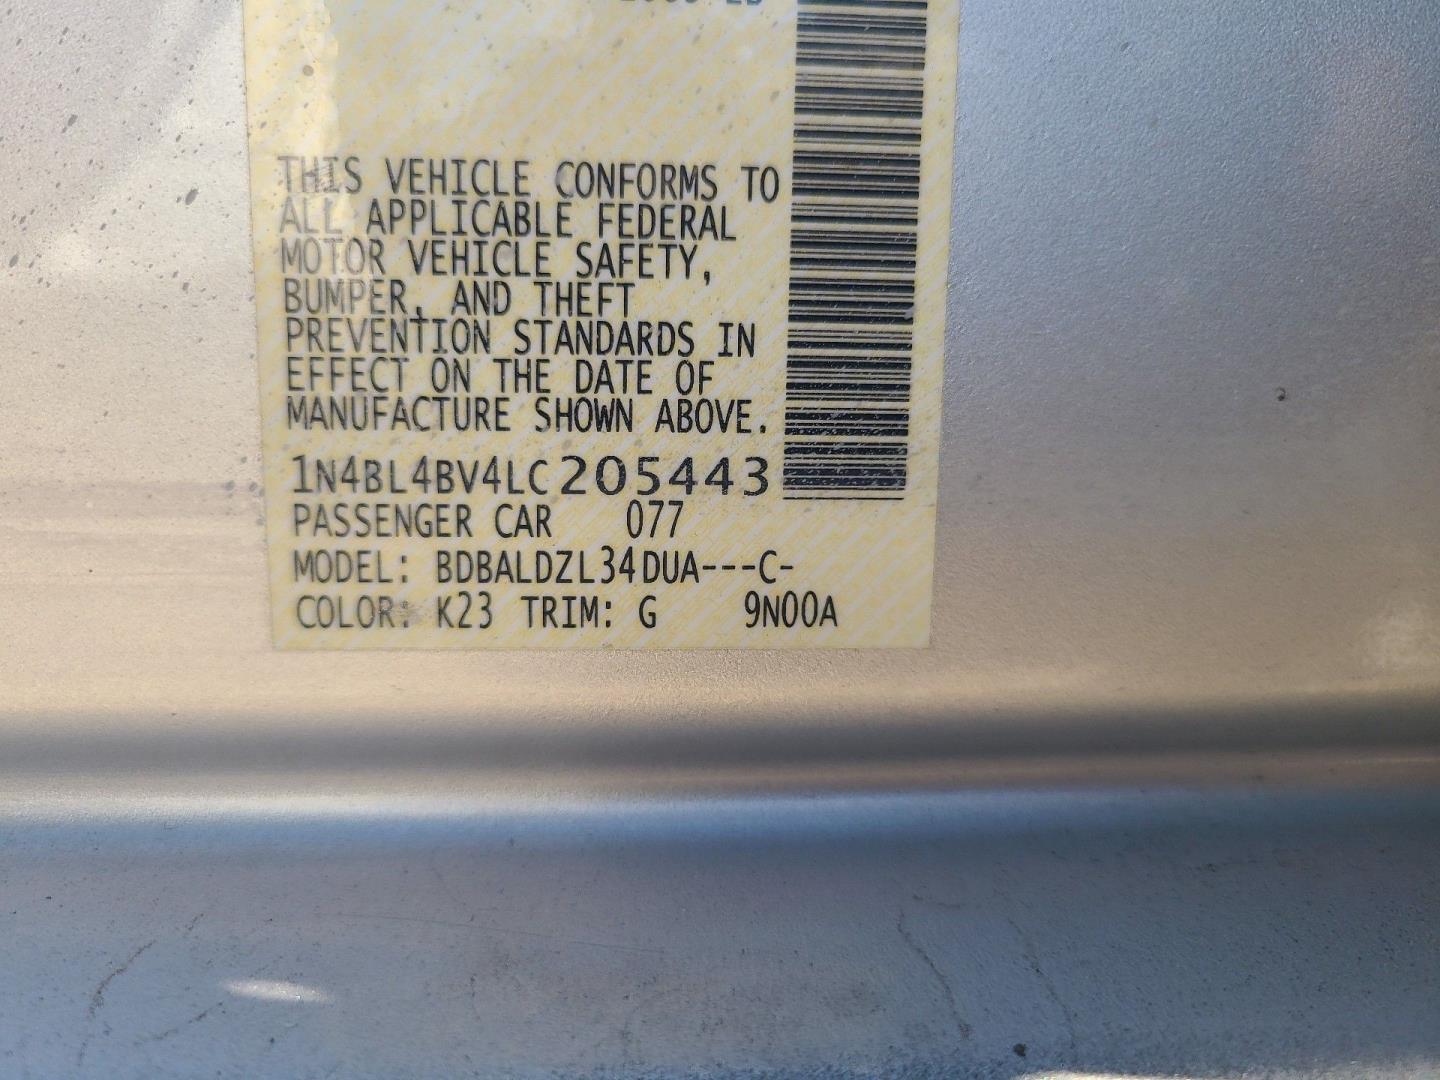 THIS VEHICLE CONFORMS TO
ALL APPLICABLE FEDERAL
MOTOR VEHICLE SAFETY,
BUMPER, AND THEFT
PREVENTION STANDARDS IN
EFFECT ON THE DATE OF
MANUFACTURE SHOWN ABOVE.
1N4BL4BV4LC205443
PASSENGER CAR 077
MODEL: BDBALDZL34DUA---C-
COLOR: K23 TRIM: G 9N00A